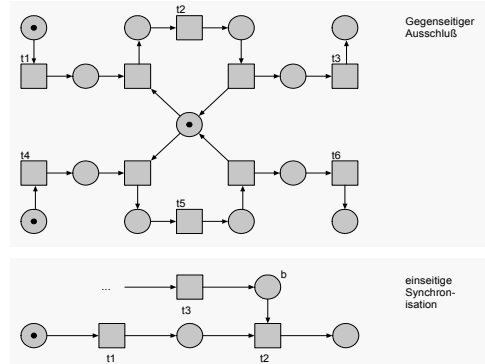 t2
Gegenseitiger
Ausschluß
t1
t3
t4
t6
t5
b
einseitige
Synchron-
isation
...
t3
t1
t2